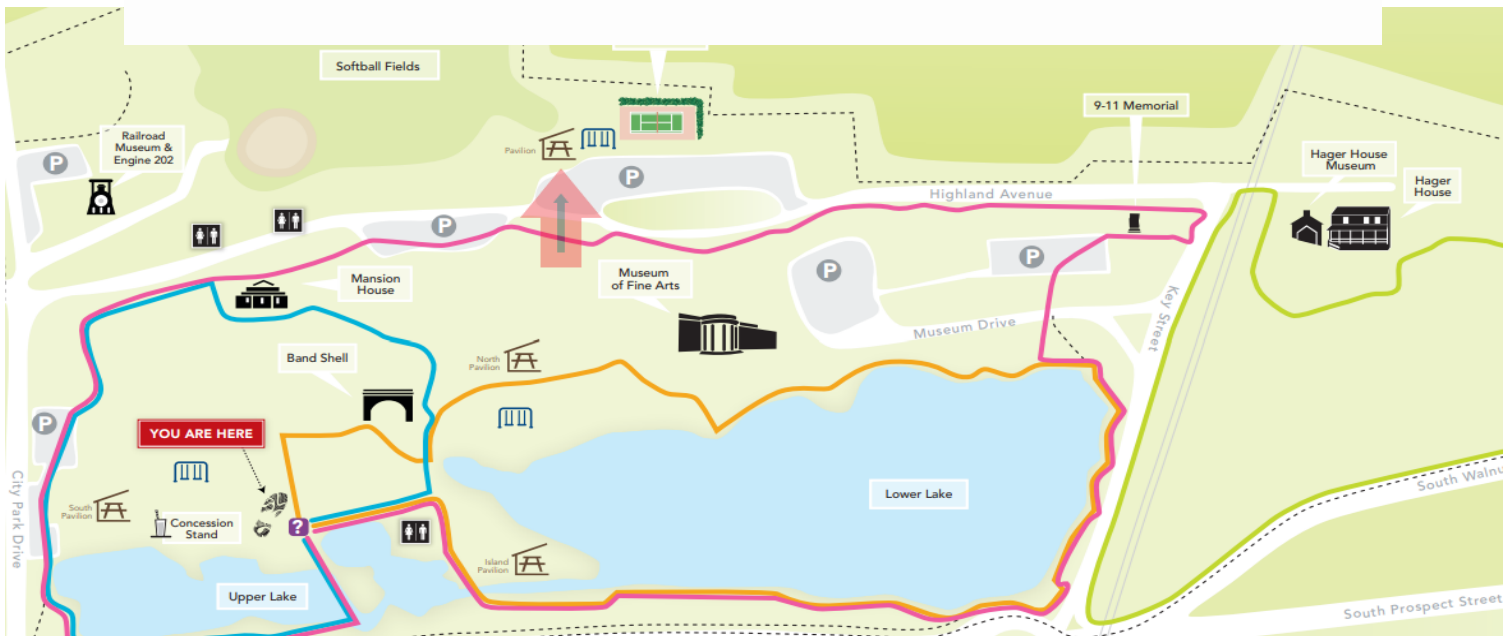 Softball Fields
Railroad
Museum &
Engine 202
P
Pavilion
P
P
9-11 Memorial
Highland Avenue
Hager House
Museum
Hager
House
Mansion
House
Museum
of Fine Arts
P
P
Museum Drive
Key Street
Band Shell
North
Pavilion
YOU ARE HERE
P
City Park Drive
South
Pavilion
Concession
Stand
?
Lower Lake
Island
Pavilion
Upper Lake
South Walnu
South Prospect Street